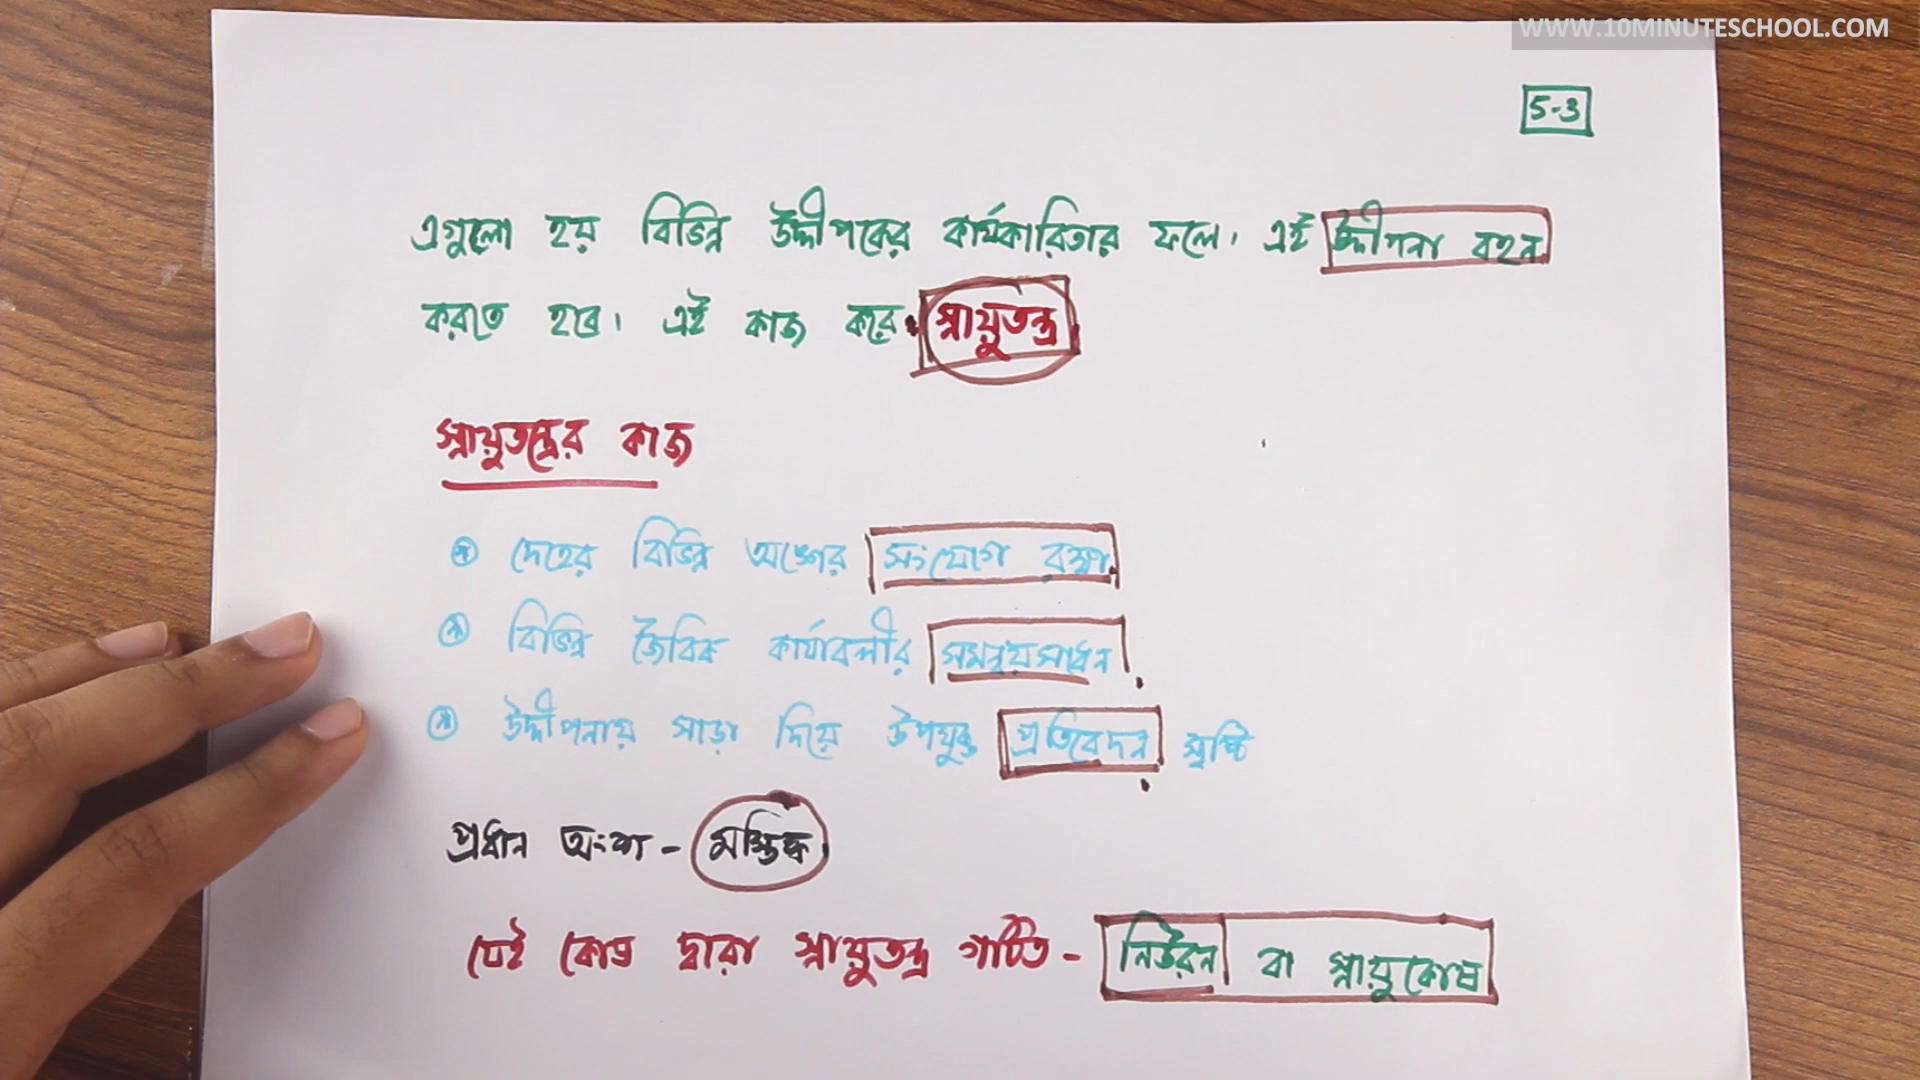 WWW.10MINUTESCHOOL.COM
5-3
এগুলো হয় বিভিন্ন উদ্দীপকের কার্যকারিতার ফলে। এই উদ্দীপনা বহন
করতে হবে। এই কাজ করে স্নায়ুতন্ত্র
স্নায়ুতন্ত্রের কাজ
দেহের বিভিন্ন অঙ্গের সংযোগ রক্ষা
বিভিন্ন জৈবিক কার্যাবলীর সমন্বয়সাধন
উদ্দীপনায় সাড়া দিয়ে উপযুক্ত প্রতিবেদন সৃষ্টি
প্রধান অংশ - মস্তিষ্ক
যেই কোষ দ্বারা স্নায়ুতন্ত্র গঠিত - নিউরন বা স্নায়ুকোষ